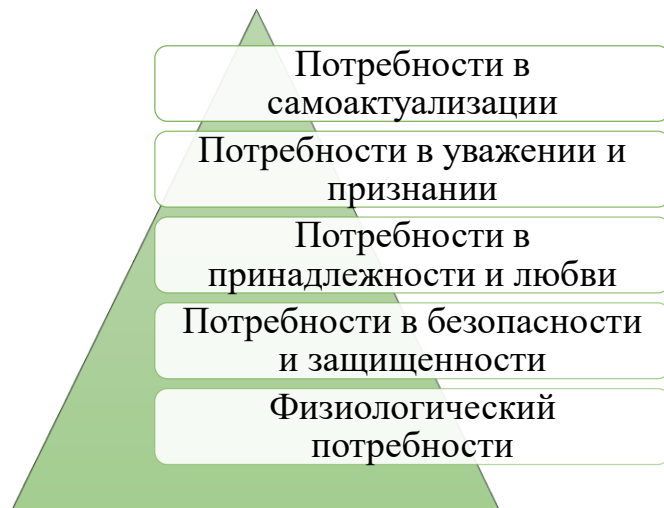 Потребности в
самоактуализации
Потребности в уважении и
признании
Потребности в
принадлежности и любви
Потребности в безопасности
и защищенности
Физиологический
потребности